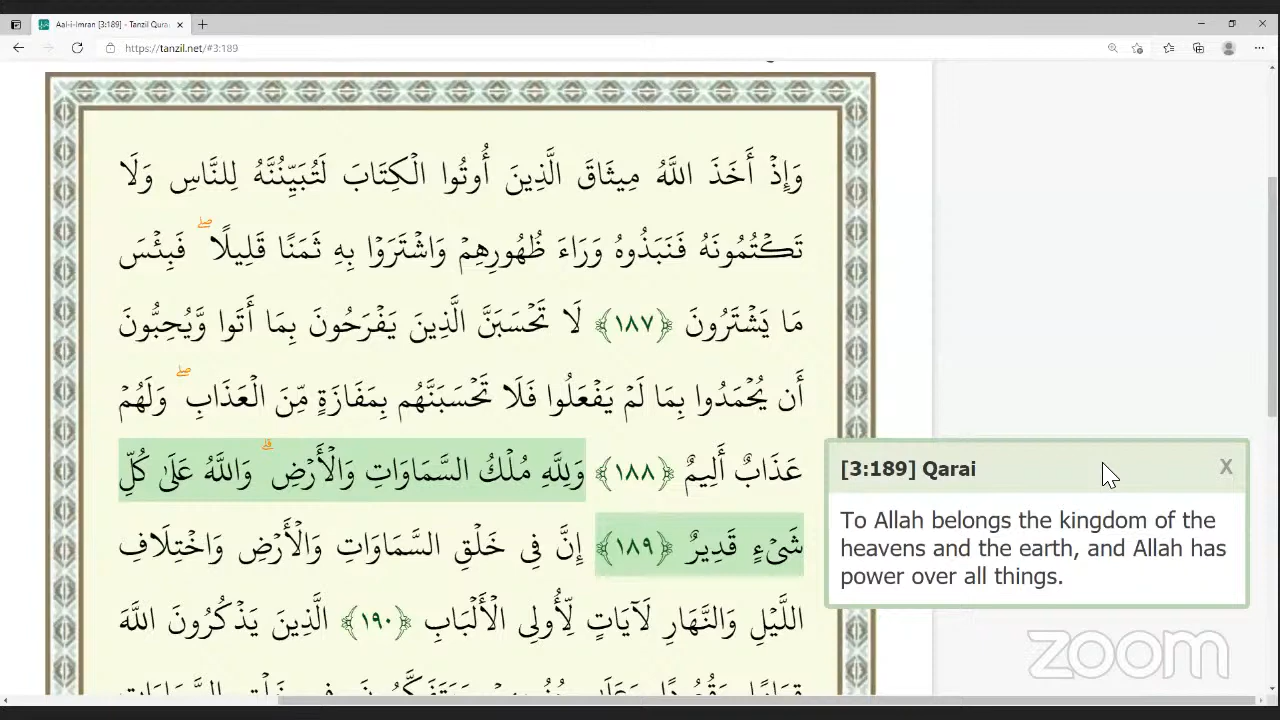 Aal-i-Imran [3:189] - Tanzil Qura
https://tanzil.net/#3:189
وَإِذْ أَخَذَ اللَّهُ مِيثَاقَ الَّذِينَ أُوتُوا الْكِتَابَ لَتُبَيِّنُنَّهُ لِلنَّاسِ وَلَا
تَكْتُمُونَهُ فَنَبَذُوهُ وَرَاءَ ظُهُورِهِمْ وَاشْتَرَوْا بِهِ ثَمَنًا قَلِيلًا ۖ فَبِئْسَ
مَا يَشْتَرُونَ ﴿١٨٧﴾ لَا تَحْسَبَنَّ الَّذِينَ يَفْرَحُونَ بِمَا أَتَوا وَّيُحِبُّونَ
أَن يُحْمَدُوا بِمَا لَمْ يَفْعَلُوا فَلَا تَحْسَبَنَّهُم بِمَفَازَةٍ مِّنَ الْعَذَابِ ۖ وَلَهُمْ
عَذَابٌ أَلِيمٌ ﴿١٨٨﴾ وَلِلَّهِ مُلْكُ السَّمَاوَاتِ وَالْأَرْضِ ۗ وَاللَّهُ عَلَىٰ كُلِّ
شَيْءٍ قَدِيرٌ ﴿١٨٩﴾ إِنَّ فِي خَلْقِ السَّمَاوَاتِ وَالْأَرْضِ وَاخْتِلَافِ
اللَّيْلِ وَالنَّهَارِ لَآيَاتٍ لِّأُولِي الْأَلْبَابِ ﴿١٩٠﴾ الَّذِينَ يَذْكُرُونَ اللَّهَ
[3:189] Qarai
X
To Allah belongs the kingdom of the
heavens and the earth, and Allah has
power over all things.
zoom